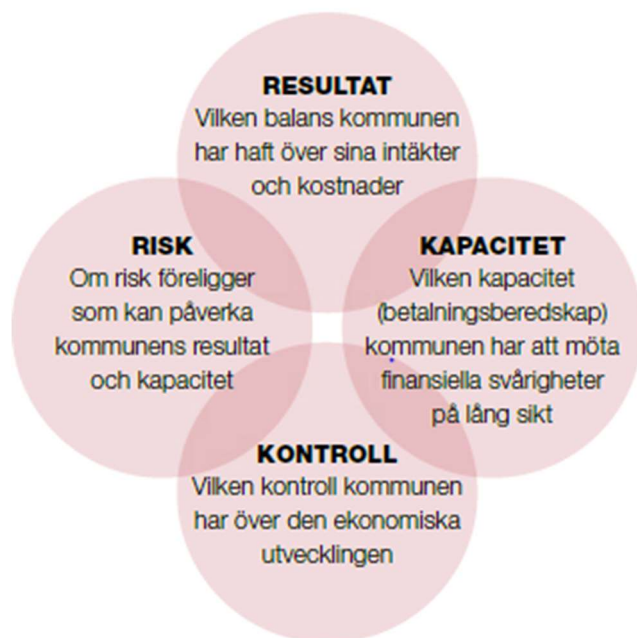 RESULTAT
Vilken balans kommunen
har haft över sina intäkter
och kostnader
RISK
Om risk föreligger
som kan påverka
kommunens resultat
och kapacitet
KAPACITET
Vilken kapacitet
(betalningsberedskap)
kommunen har att möta
finansiella svårigheter
på lång sikt
KONTROLL
Vilken kontroll kommunen
har över den ekonomiska
utvecklingen